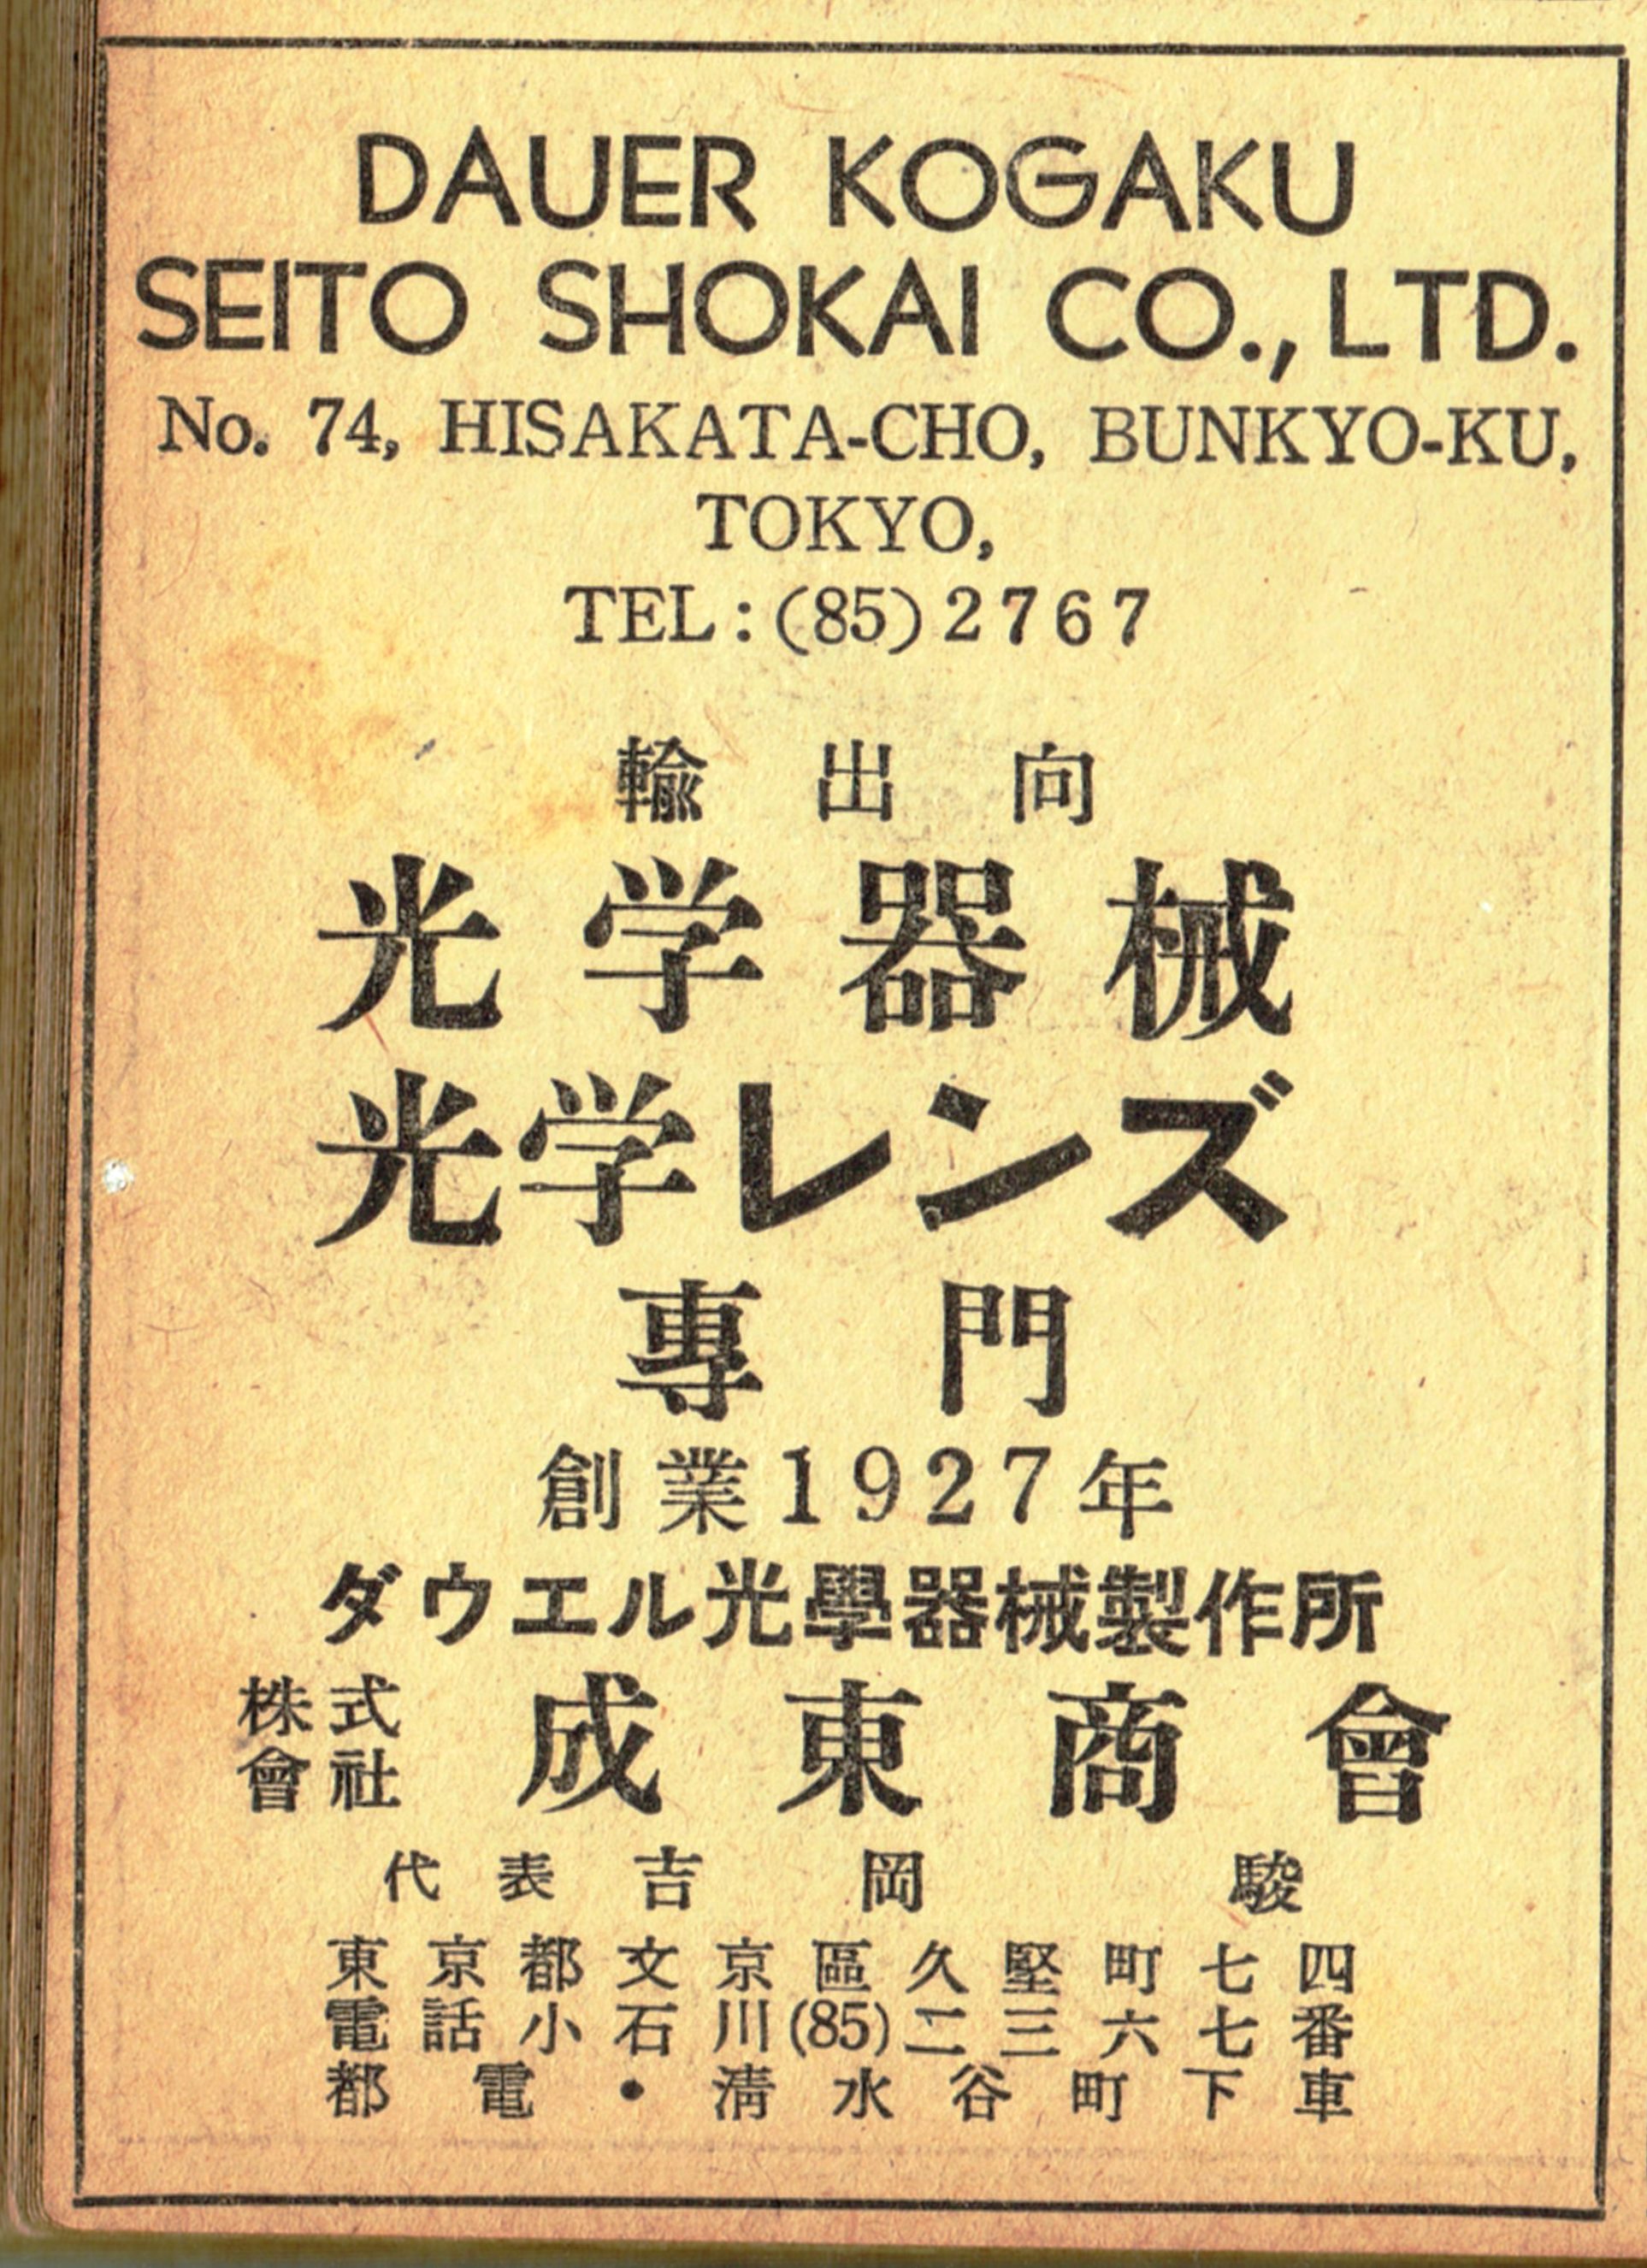 DAUER KOGAKU
SEITO SHOKAI CO., LTD.
No. 74, HISAKATA-CHO, BUNKYO-KU,
TOKYO,
TEL: (85) 2767
輸出向
光学器械
光学レンズ
專門
創業1927年
ダウエル光學器械製作所
株式會社 成東商會
代表 吉岡駿
東京都文京區久堅町七四
電話小石川(85)二三六七番
都電・淸水谷町下車